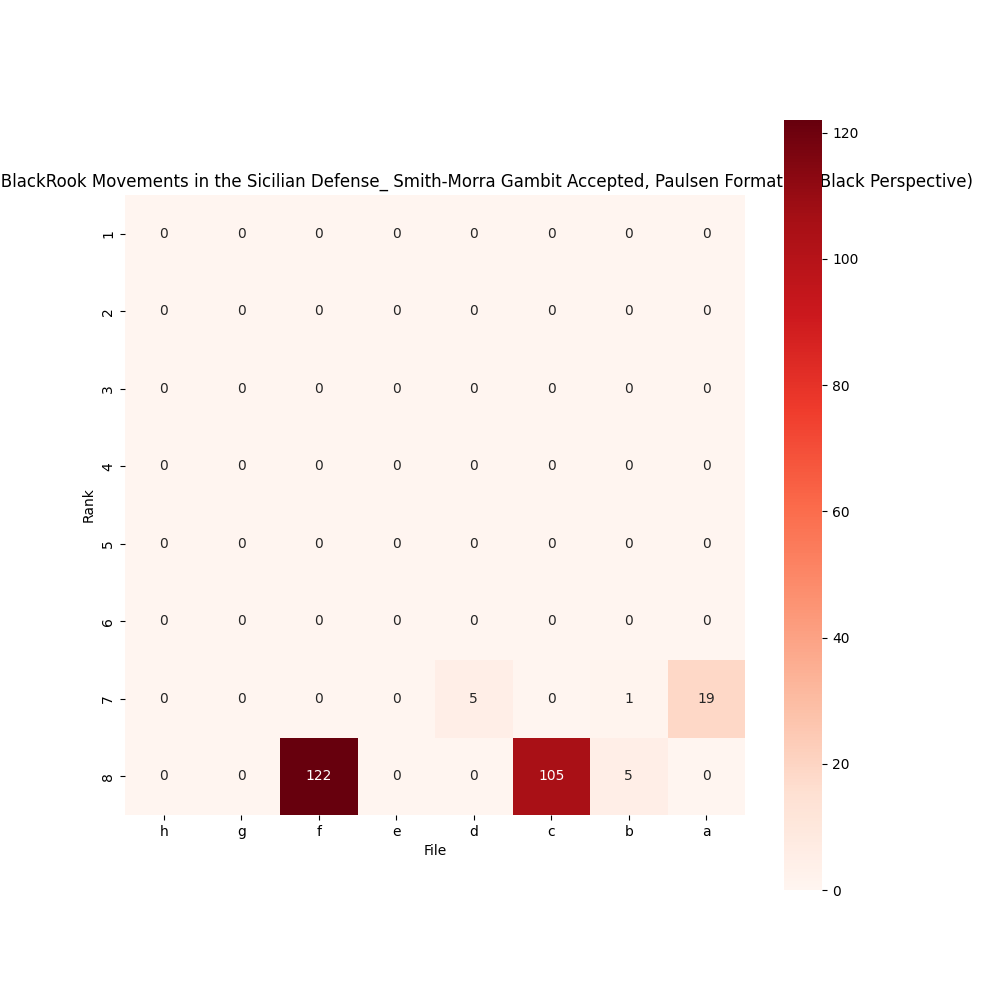 BlackRook Movements in the Sicilian Defense_ Smith-Morra Gambit Accepted, Paulsen Format Black Perspective)
120
100
80
60
40
20
0
1 0 0 0 0 0 0 0 0
2 0 0 0 0 0 0 0 0
3 0 0 0 0 0 0 0 0
4 0 0 0 0 0 0 0 0
Rank
5 0 0 0 0 0 0 0 0
6 0 0 0 0 0 0 0 0
7 0 0 0 0 5 0 1 19
8 0 0 122 0 0 105 5 0
h g f e d c b a
File